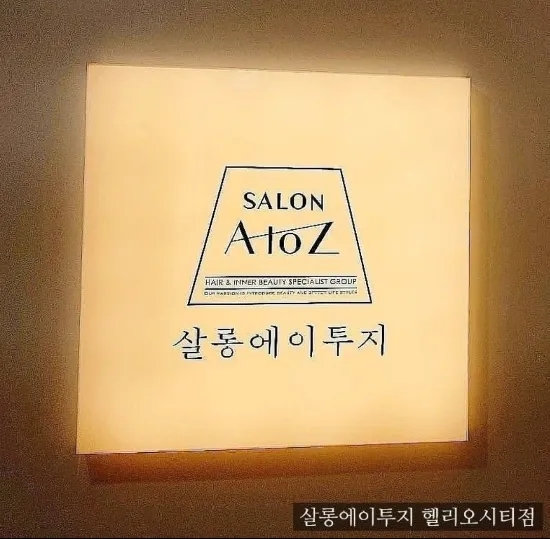 SALON
A to Z
HAIR & INNER BEAUTY SPECIALIST GROUP
살롱에이투지
살롱에이투지 헬리오시티점